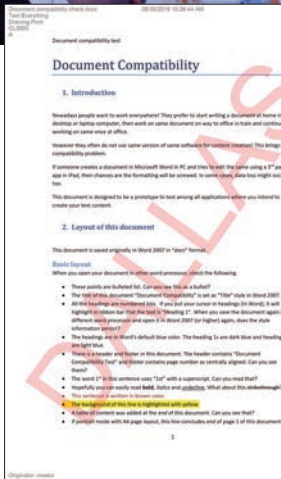 Document compatibility check.docx 08/05/2019 10:28:44 AM
Test Everything
Drawing Print
A
Document compatibility test
Document Compatibility
1. Introduction
Nowadays people want to work everywhere! They prefer to start writing a document at home in
desktop or laptop computer, then work on same document on way to office in train and continue
working on same once at office.
However they often do not use same version of same software for content creation! This brings
compatibility problem.
If someone creates a document in Microsoft Word in PC and tries to edit the same using a 3rd pa
app in iPad, then chances are the formatting will be screwed. In some cases, data loss might occ
too.
This document is designed to be a prototype to test among all applications where you intend to
create your text content.
2. Layout of this document
This document is saved originally in Word 2007 in "docx" format.
Basic layout
When you open your document in other word processor, check the following
• These points are bulleted list. Can you see this as a bullet?
• The title of this document "Document Compatibility" is set as "Title" style in Word 2007.
• All the headings are numbered lists. If you put your cursor in headings (in Word), it will
highlight in ribbon bar that the text is "Heading 1". When you save the document again i
different word processor and open it in Word 2007 (or higher) again, does the style
information persist?
• The headings are in Word's default blue color. The heading 1s are dark blue and heading
are light blue.
• There is a header and footer in this document. The header contains "Document
Compatibility Test" and footer contains page number as centrally aligned. Can you see
them?
• The word 1st in this sentence uses "1st" with a superscript. Can you read that?
• Hopefully you can easily read bold, italics and underline. What about this strikethrough?
• This sentence is written in brown color.
• The background of this line is highlighted with yellow.
• A table of content was added at the end of this document. Can you see that?
• If portrait mode with A4 page layout, this line concludes end of page 1 of this document
1
DALLAS
Originator: creator